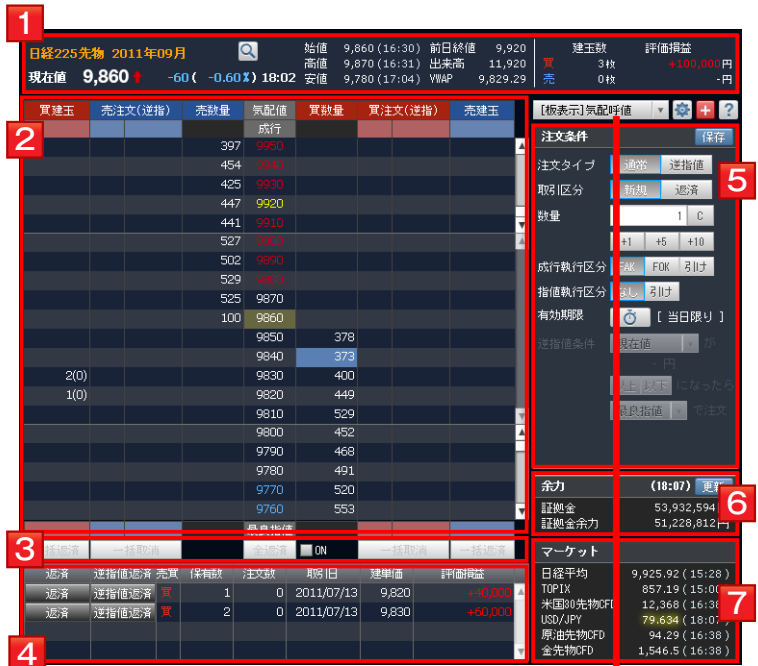 1
日経225先物 2011年09月
始値 9,860(16:30) 前日終値 9,920 建玉数 評価損益
高値 9,870(16:31) 出来高 11,920 買 3枚 +100,000円
現在値 9,860 -60( -0.60%) 18:02 安値 9,780(17:04) VWAP 9,829.29 売 0枚 -円
2
買建玉 売注文(逆指) 売数量 気配値 買数量 買注文(逆指) 売建玉
成行
397 9950
454 9940
425 9930
447 9920
441 9910
527 9900
502 9890
529 9880
525 9870
100 9860
9850 378
9840 373
2(0) 9830 400
1(0) 9820 449
9810 529
9800 452
9790 468
9780 491
9770 520
9760 553
最良指値
3
一括返済 一括取消 全返済 ON 一括取消 一括返済
返済 逆指値返済 売買 保有数 注文数 取引日 建単価 評価損益
返済 逆指値返済 買 1 0 2011/07/13 9,820 +40,000
返済 逆指値返済 買 2 0 2011/07/13 9,830 +60,000
4
[板表示]気配呼値 ?
注文条件 保存
5
注文タイプ 通常 逆指値
取引区分 新規 返済
数量 1 C
+1 +5 +10
成行執行区分 FAK FOK 引け
指値執行区分 なし 引け
有効期限 [ 当日限り ]
逆指値条件 現在値 が
- 円
以上 以下 になったら
最良指値 で注文
余力 (18:07) 更新
6
証拠金 53,932,594円
証拠金余力 51,228,812円
マーケット
7
日経平均 9,925.92(15:28)
TOPIX 857.19(15:00)
米国30先物CFD 12,368(16:38)
USD/JPY 79.634(18:07)
原油先物CFD 94.29(16:38)
金先物CFD 1,546.5(16:38)